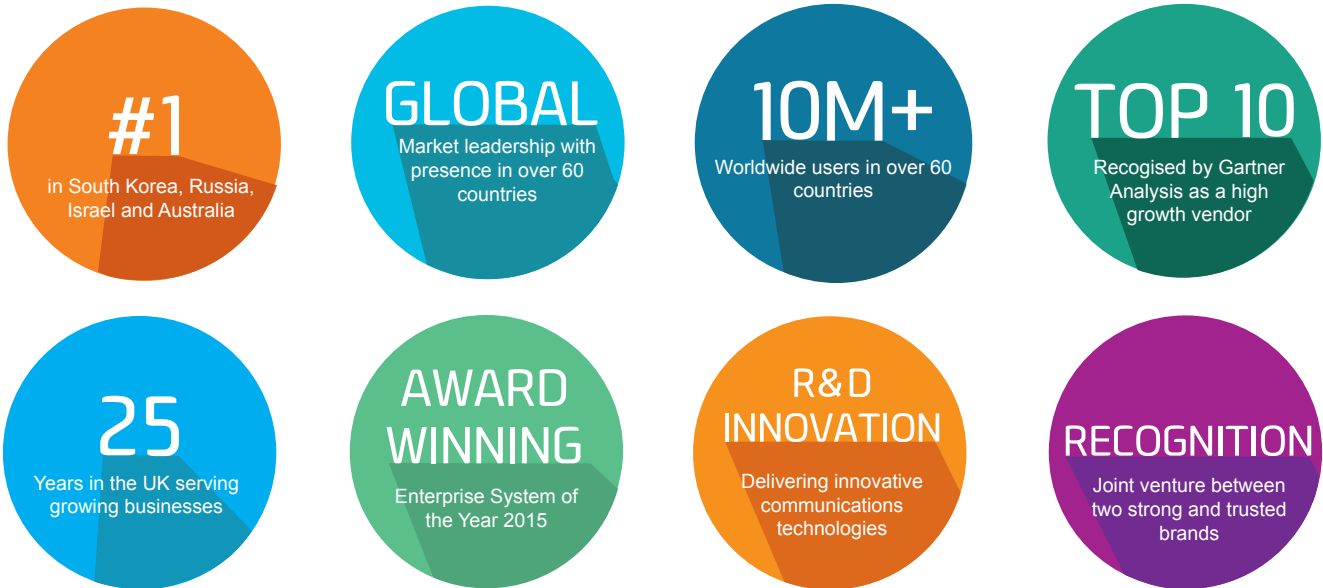 #1
in South Korea, Russia,
Israel and Australia
GLOBAL
Market leadership with
presence in over 60
countries
10M+
Worldwide users in over 60
countries
TOP 10
Recogised by Gartner
Analysis as a high
growth vendor
25
Years in the UK serving
growing businesses
AWARD
WINNING
Enterprise System of
the Year 2015
R&D
INNOVATION
Delivering innovative
communications
technologies
RECOGNITION
Joint venture between
two strong and trusted
brands